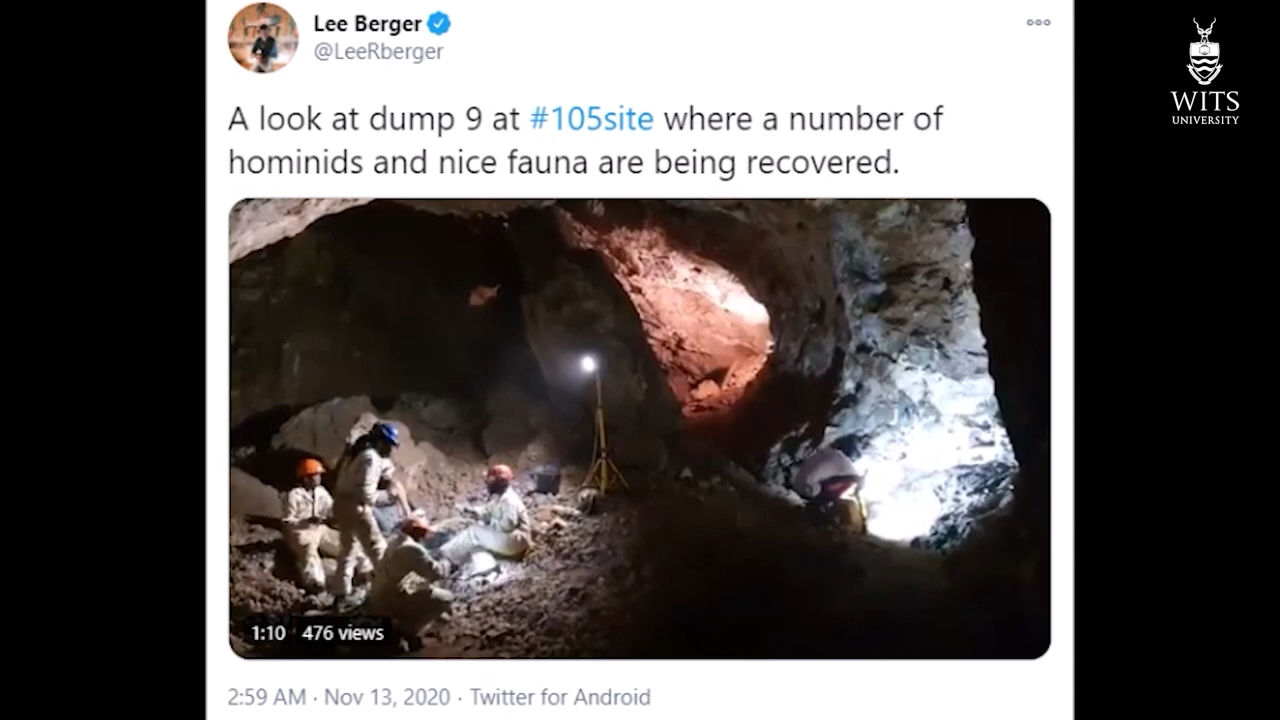 Lee Berger
@LeeRberger
A look at dump 9 at #105site where a number of
hominids and nice fauna are being recovered.
1:10 476 views
2:59 AM · Nov 13, 2020 · Twitter for Android
WITS
UNIVERSITY